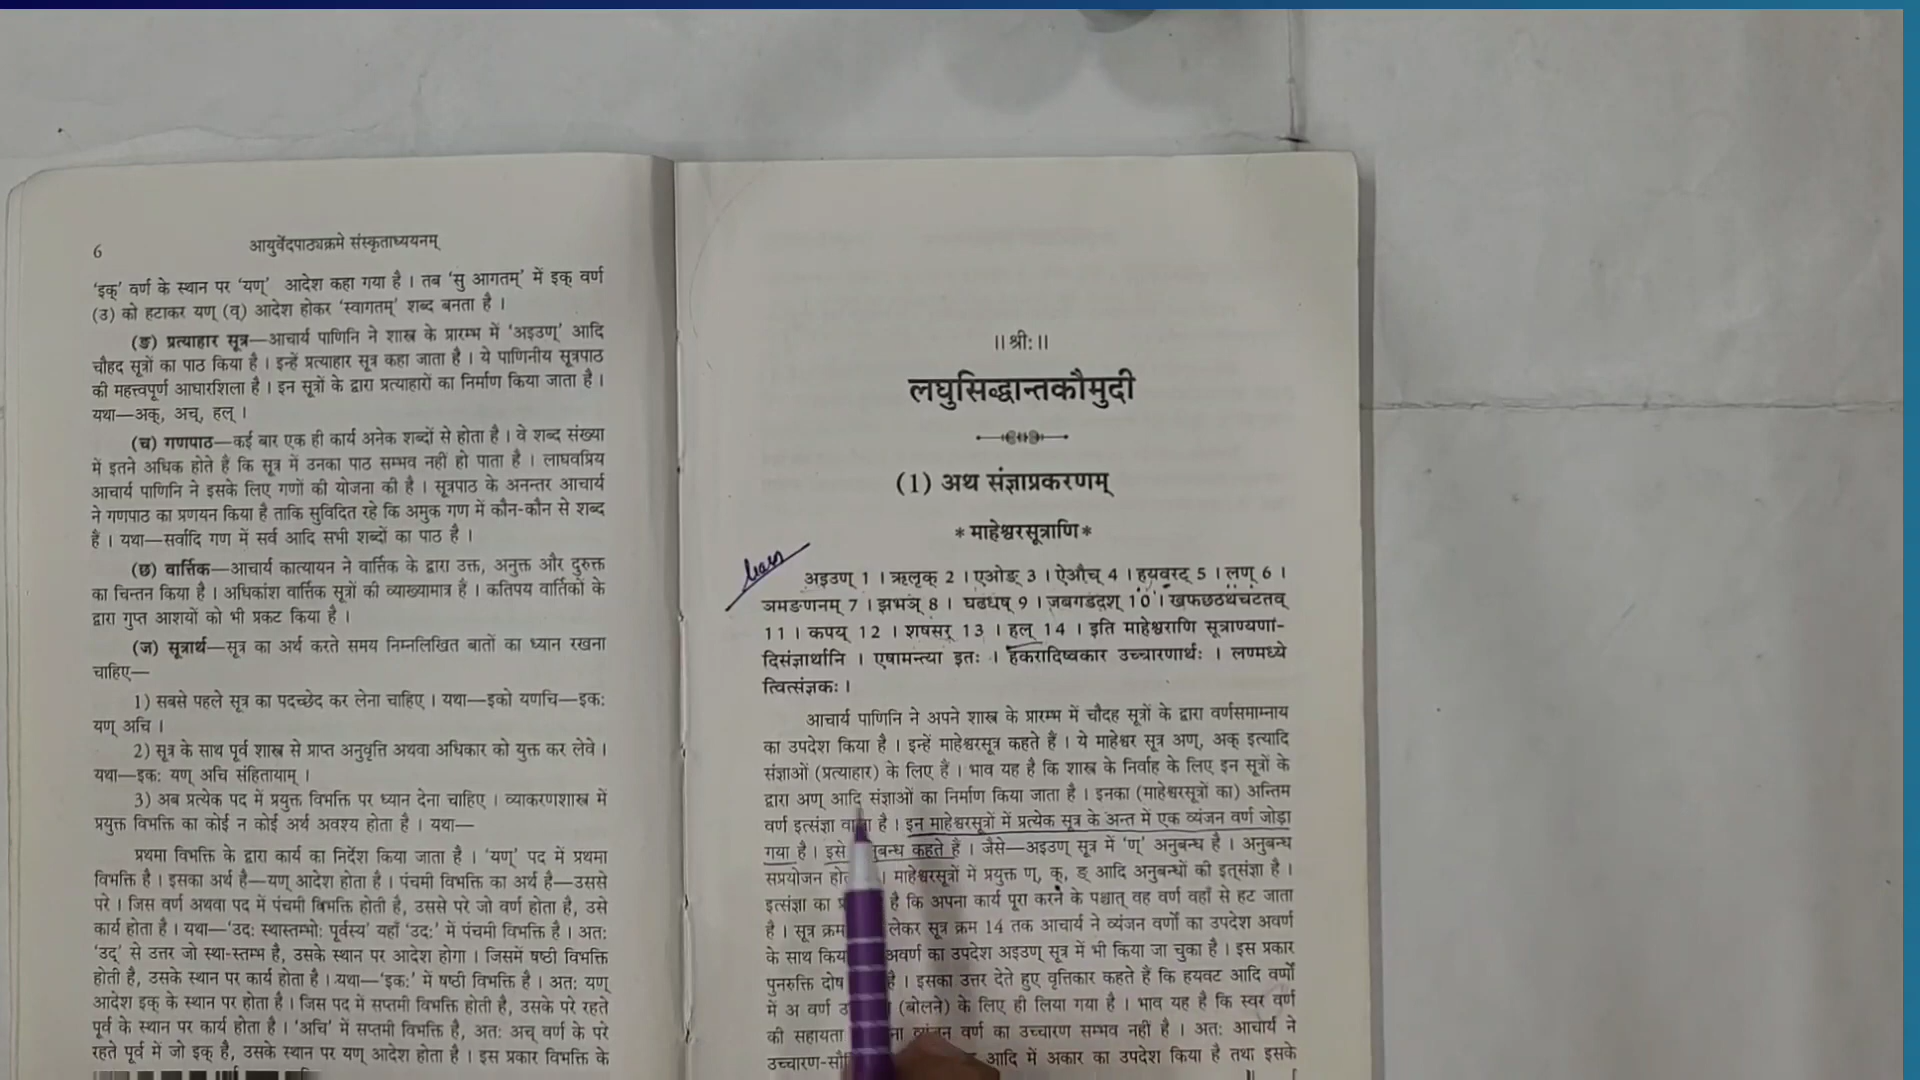 6
आयुर्वेदपाठ्यक्रमे संस्कृताध्ययनम्
'इक्' वर्ण के स्थान पर 'यण्' आदेश कहा गया है । तब 'सु आगतम्' में इक् वर्ण
(उ) को हटाकर यण् (व्) आदेश होकर 'स्वागतम्' शब्द बनता है ।
(ङ) प्रत्याहार सूत्र—आचार्य पाणिनि ने शास्त्र के प्रारम्भ में 'अइउण्' आदि
चौदह सूत्रों का पाठ किया है । इन्हें प्रत्याहार सूत्र कहा जाता है । ये पाणिनीय सूत्रपाठ
की महत्त्वपूर्ण आधारशिला है । इन सूत्रों के द्वारा प्रत्याहारों का निर्माण किया जाता है ।
यथा—अक्, अच्, हल् ।
(च) गणपाठ—कई बार एक ही कार्य अनेक शब्दों से होता है । वे शब्द संख्या
में इतने अधिक होते है कि सूत्र में उनका पाठ सम्भव नहीं हो पाता है । लाघवप्रिय
आचार्य पाणिनि ने इसके लिए गणों की योजना की है । सूत्रपाठ के अनन्तर आचार्य
ने गणपाठ का प्रणयन किया है ताकि सुविदित रहे कि अमुक गण में कौन-कौन से शब्द
हैं । यथा—सर्वादि गण में सर्व आदि सभी शब्दों का पाठ है ।
(छ) वार्त्तिक—आचार्य कात्यायन ने वार्त्तिक के द्वारा उक्त, अनुक्त और दुरुक्त
का चिन्तन किया है । अधिकांश वार्त्तिक सूत्रों की व्याख्यामात्र है । कतिपय वार्तिकों के
द्वारा गुप्त आशयों को भी प्रकट किया है ।
(ज) सूत्रार्थ—सूत्र का अर्थ करते समय निम्नलिखित बातों का ध्यान रखना
चाहिए—
1) सबसे पहले सूत्र का पदच्छेद कर लेना चाहिए । यथा—इको यणचि—इकः
यण् अचि ।
2) सूत्र के साथ पूर्व शास्त्र से प्राप्त अनुवृत्ति अथवा अधिकार को युक्त कर लेवे ।
यथा—इकः यण् अचि संहितायाम् ।
3) अब प्रत्येक पद में प्रयुक्त विभक्ति पर ध्यान देना चाहिए । व्याकरणशास्त्र में
प्रयुक्त विभक्ति का कोई न कोई अर्थ अवश्य होता है । यथा—
प्रथमा विभक्ति के द्वारा कार्य का निर्देश किया जाता है । 'यण्' पद में प्रथमा
विभक्ति है । इसका अर्थ है—यण् आदेश होता है । पंचमी विभक्ति का अर्थ है—उससे
परे । जिस वर्ण अथवा पद में पंचमी विभक्ति होती है, उससे परे जो वर्ण होता है, उसे
कार्य होता है । यथा—'उदः स्थास्तम्भोः पूर्वस्य' यहाँ 'उदः' में पंचमी विभक्ति है । अतः
'उद्' से उत्तर जो स्था-स्तम्भ है, उसके स्थान पर आदेश होगा । जिसमें षष्ठी विभक्ति
होती है, उसके स्थान पर कार्य होता है । यथा—'इकः' में षष्ठी विभक्ति है । अतः यण्
आदेश इक् के स्थान पर होता है । जिस पद में सप्तमी विभक्ति होती है, उसके परे रहते
पूर्व के स्थान पर कार्य होता है । 'अचि' में सप्तमी विभक्ति है, अतः अच् वर्ण के परे
रहते पूर्व में जो इक् है, उसके स्थान पर यण् आदेश होता है । इस प्रकार विभक्ति के
॥ श्रीः ॥
लघुसिद्धान्तकौमुदी
(1) अथ संज्ञाप्रकरणम्
* माहेश्वरसूत्राणि *
learn
अइउण् 1 । ऋलृक् 2 । एओङ् 3 । ऐऔच् 4 । हयवरट् 5 । लण् 6 ।
ञमङणनम् 7 । झभञ् 8 । घढधष् 9 । जबगडदश् 10 । खफछठथचटतव्
11 । कपय् 12 । शषसर् 13 । हल् 14 । इति माहेश्वराणि सूत्राण्यणा-
दिसंज्ञार्थानि । एषामन्त्या इतः । हकारादिष्वकार उच्चारणार्थः । लण्मध्ये
त्वित्संज्ञकः ।
आचार्य पाणिनि ने अपने शास्त्र के प्रारम्भ में चौदह सूत्रों के द्वारा वर्णसमाम्नाय
का उपदेश किया है । इन्हें माहेश्वरसूत्र कहते हैं । ये माहेश्वर सूत्र अण्, अक् इत्यादि
संज्ञाओं (प्रत्याहार) के लिए हैं । भाव यह है कि शास्त्र के निर्वाह के लिए इन सूत्रों के
द्वारा अण् आदि संज्ञाओं का निर्माण किया जाता है । इनका (माहेश्वरसूत्रों का) अन्तिम
वर्ण इत्संज्ञा वाला है । इन माहेश्वरसूत्रों में प्रत्येक सूत्र के अन्त में एक व्यंजन वर्ण जोड़ा
गया है । इसे अनुबन्ध कहते हैं । जैसे—अइउण् सूत्र में 'ण्' अनुबन्ध है । अनुबन्ध
सप्रयोजन । माहेश्वरसूत्रों में प्रयुक्त ण्, क्, ङ् आदि अनुबन्धों की इत्संज्ञा है ।
इत्संज्ञा का है कि अपना कार्य पूरा करने के पश्चात् वह वर्ण वहाँ से हट जाता
है । सूत्र क्रम लेकर सूत्र क्रम 14 तक आचार्य ने व्यंजन वर्णों का उपदेश अवर्ण
के साथ अवर्ण का उपदेश अइउण् सूत्र में भी किया जा चुका है । इस प्रकार
पुनरुक्ति दोष है । इसका उत्तर देते हुए वृत्तिकार कहते हैं कि हयवट आदि वर्णों
में अ वर्ण (बोलने) के लिए ही लिया गया है । भाव यह है कि स्वर वर्ण
की सहायता व्यंजन वर्ण का उच्चारण सम्भव नहीं है । अतः आचार्य ने
आदि में अकार का उपदेश किया है तथा इसके